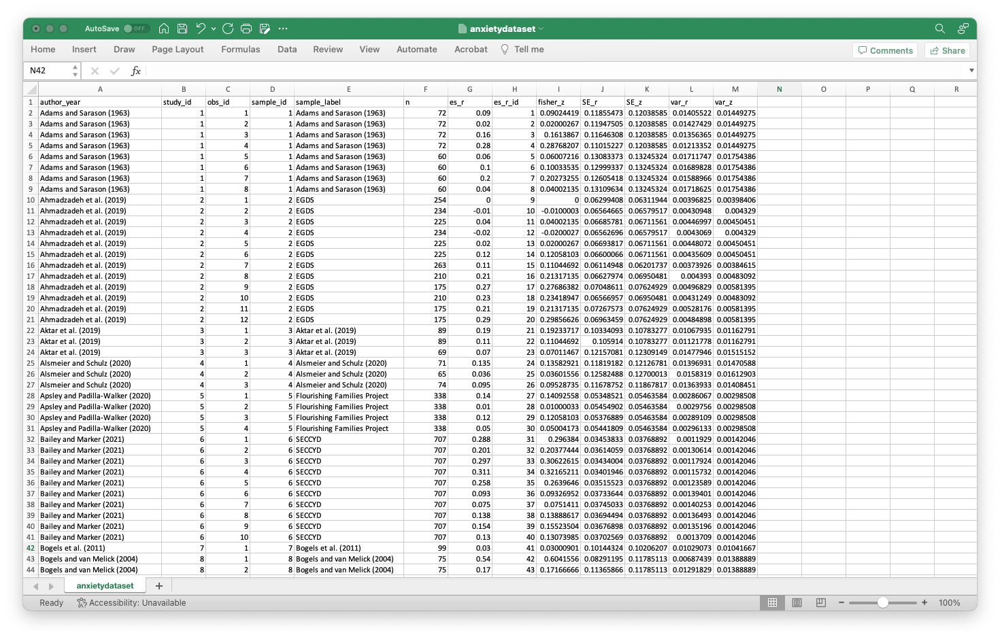 AutoSave OFF anxietydataset
Home Insert Draw Page Layout Formulas Data Review View Automate Acrobat Tell me Comments Share
N42 fx
A B C D E F G H I J K L M N O P Q R
1 author_year study_id obs_id sample_id sample_label n es_r es_r_id fisher_z SE_r SE_z var_r var_z
2 Adams and Sarason (1963) 1 1 1 Adams and Sarason (1963) 72 0.09 1 0.09024419 0.11855473 0.12038585 0.01405522 0.01449275
3 Adams and Sarason (1963) 1 2 1 Adams and Sarason (1963) 72 0.02 2 0.02000267 0.11947505 0.12038585 0.01427429 0.01449275
4 Adams and Sarason (1963) 1 3 1 Adams and Sarason (1963) 72 0.16 3 0.1613867 0.11646308 0.12038585 0.01356365 0.01449275
5 Adams and Sarason (1963) 1 4 1 Adams and Sarason (1963) 72 0.28 4 0.28768207 0.11015227 0.12038585 0.01213352 0.01449275
6 Adams and Sarason (1963) 1 5 1 Adams and Sarason (1963) 60 0.06 5 0.06007216 0.13083373 0.13245324 0.01711747 0.01754386
7 Adams and Sarason (1963) 1 6 1 Adams and Sarason (1963) 60 0.1 6 0.10033535 0.12999337 0.13245324 0.01689828 0.01754386
8 Adams and Sarason (1963) 1 7 1 Adams and Sarason (1963) 60 0.2 7 0.20273255 0.12605418 0.13245324 0.01588966 0.01754386
9 Adams and Sarason (1963) 1 8 1 Adams and Sarason (1963) 60 0.04 8 0.04002135 0.13109634 0.13245324 0.01718625 0.01754386
10 Ahmadzadeh et al. (2019) 2 1 2 EGDS 254 0 9 0 0.06299408 0.06311944 0.00396825 0.00398406
11 Ahmadzadeh et al. (2019) 2 2 2 EGDS 234 -0.01 10 -0.0100003 0.06564665 0.06579517 0.00430948 0.004329
12 Ahmadzadeh et al. (2019) 2 3 2 EGDS 225 0.04 11 0.04002135 0.06685781 0.06711561 0.00446997 0.00450451
13 Ahmadzadeh et al. (2019) 2 4 2 EGDS 234 -0.02 12 -0.0200027 0.06562696 0.06579517 0.0043069 0.004329
14 Ahmadzadeh et al. (2019) 2 5 2 EGDS 225 0.02 13 0.02000267 0.06693817 0.06711561 0.00448072 0.00450451
15 Ahmadzadeh et al. (2019) 2 6 2 EGDS 225 0.12 14 0.12058103 0.06600066 0.06711561 0.00435609 0.00450451
16 Ahmadzadeh et al. (2019) 2 7 2 EGDS 263 0.11 15 0.11044692 0.06114948 0.06201737 0.00373926 0.00384615
17 Ahmadzadeh et al. (2019) 2 8 2 EGDS 210 0.21 16 0.21317135 0.06627974 0.06950481 0.004393 0.00483092
18 Ahmadzadeh et al. (2019) 2 9 2 EGDS 175 0.27 17 0.27686382 0.07048611 0.07624929 0.00496829 0.00581395
19 Ahmadzadeh et al. (2019) 2 10 2 EGDS 210 0.23 18 0.23418947 0.06566957 0.06950481 0.00431249 0.00483092
20 Ahmadzadeh et al. (2019) 2 11 2 EGDS 175 0.21 19 0.21317135 0.07267573 0.07624929 0.00528176 0.00581395
21 Ahmadzadeh et al. (2019) 2 12 2 EGDS 175 0.29 20 0.29856626 0.06963459 0.07624929 0.00484898 0.00581395
22 Aktar et al. (2019) 3 1 3 Aktar et al. (2019) 89 0.19 21 0.19233717 0.10334093 0.10783277 0.01067935 0.01162791
23 Aktar et al. (2019) 3 2 3 Aktar et al. (2019) 89 0.11 22 0.11044692 0.105914 0.10783277 0.01121778 0.01162791
24 Aktar et al. (2019) 3 3 3 Aktar et al. (2019) 69 0.07 23 0.07011467 0.12157081 0.12309149 0.01477946 0.01515152
25 Alsmeier and Schulz (2020) 4 1 4 Alsmeier and Schulz (2020) 71 0.135 24 0.13582921 0.11819182 0.12126781 0.01396931 0.01470588
26 Alsmeier and Schulz (2020) 4 2 4 Alsmeier and Schulz (2020) 65 0.036 25 0.03601556 0.12582488 0.12700013 0.0158319 0.01612903
27 Alsmeier and Schulz (2020) 4 3 4 Alsmeier and Schulz (2020) 74 0.095 26 0.09528735 0.11678752 0.11867817 0.01363933 0.01408451
28 Apsley and Padilla-Walker (2020) 5 1 5 Flourishing Families Project 338 0.14 27 0.14092558 0.05348521 0.05463584 0.00286067 0.00298508
29 Apsley and Padilla-Walker (2020) 5 2 5 Flourishing Families Project 338 0.01 28 0.01000033 0.05454902 0.05463584 0.0029756 0.00298508
30 Apsley and Padilla-Walker (2020) 5 3 5 Flourishing Families Project 338 0.12 29 0.12058103 0.05376889 0.05463584 0.00289109 0.00298508
31 Apsley and Padilla-Walker (2020) 5 4 5 Flourishing Families Project 338 0.05 30 0.05004173 0.05441809 0.05463584 0.00296133 0.00298508
32 Bailey and Marker (2021) 6 1 6 SECCYD 707 0.288 31 0.296384 0.03453833 0.03768892 0.0011929 0.00142046
33 Bailey and Marker (2021) 6 2 6 SECCYD 707 0.201 32 0.20377444 0.03614059 0.03768892 0.00130614 0.00142046
34 Bailey and Marker (2021) 6 3 6 SECCYD 707 0.297 33 0.30622615 0.03434004 0.03768892 0.00117924 0.00142046
35 Bailey and Marker (2021) 6 4 6 SECCYD 707 0.311 34 0.32165211 0.03401946 0.03768892 0.00115732 0.00142046
36 Bailey and Marker (2021) 6 5 6 SECCYD 707 0.258 35 0.2639646 0.03515523 0.03768892 0.00123589 0.00142046
37 Bailey and Marker (2021) 6 6 6 SECCYD 707 0.093 36 0.09326952 0.03733644 0.03768892 0.00139401 0.00142046
38 Bailey and Marker (2021) 6 7 6 SECCYD 707 0.075 37 0.0751411 0.03745033 0.03768892 0.00140253 0.00142046
39 Bailey and Marker (2021) 6 8 6 SECCYD 707 0.138 38 0.13888617 0.03694494 0.03768892 0.00136493 0.00142046
40 Bailey and Marker (2021) 6 9 6 SECCYD 707 0.154 39 0.15523504 0.03676898 0.03768892 0.00135196 0.00142046
41 Bailey and Marker (2021) 6 10 6 SECCYD 707 0.13 40 0.13073985 0.03702569 0.03768892 0.0013709 0.00142046
42 Bogels et al. (2011) 7 1 7 Bogels et al. (2011) 99 0.03 41 0.03000901 0.10144324 0.10206207 0.01029073 0.01041667
43 Bogels and van Melick (2004) 8 1 8 Bogels and van Melick (2004) 75 0.54 42 0.6041556 0.08291195 0.11785113 0.00687439 0.01388889
44 Bogels and van Melick (2004) 8 2 8 Bogels and van Melick (2004) 75 0.17 43 0.17166666 0.11365866 0.11785113 0.01291829 0.01388889
anxietydataset
Ready Accessibility: Unavailable 100%